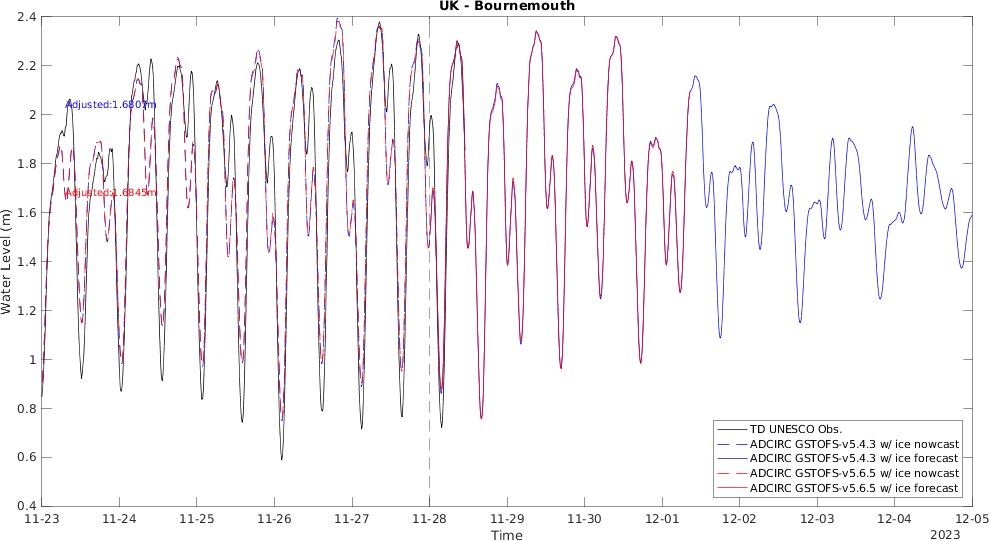 UK - Bournemouth
2.4
2.2
2
1.8
1.6
1.4
1.2
1
0.8
0.6
0.4
Water Level (m)
Adjusted:1.6807m
Adjusted:1.6845m
TD UNESCO Obs.
ADCIRC GSTOFS-v5.4.3 w/ ice nowcast
ADCIRC GSTOFS-v5.4.3 w/ ice forecast
ADCIRC GSTOFS-v5.6.5 w/ ice nowcast
ADCIRC GSTOFS-v5.6.5 w/ ice forecast
11-23 11-24 11-25 11-26 11-27 11-28 11-29 11-30 12-01 12-02 12-03 12-04 12-05
Time
2023